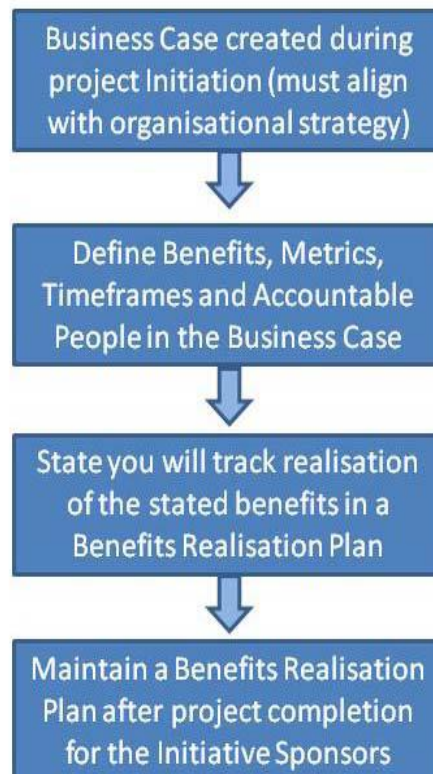 Business Case created during
project Initiation (must align
with organisational strategy)
Define Benefits, Metrics,
Timeframes and Accountable
People in the Business Case
State you will track realisation
of the stated benefits in a
Benefits Realisation Plan
Maintain a Benefits Realisation
Plan after project completion
for the Initiative Sponsors